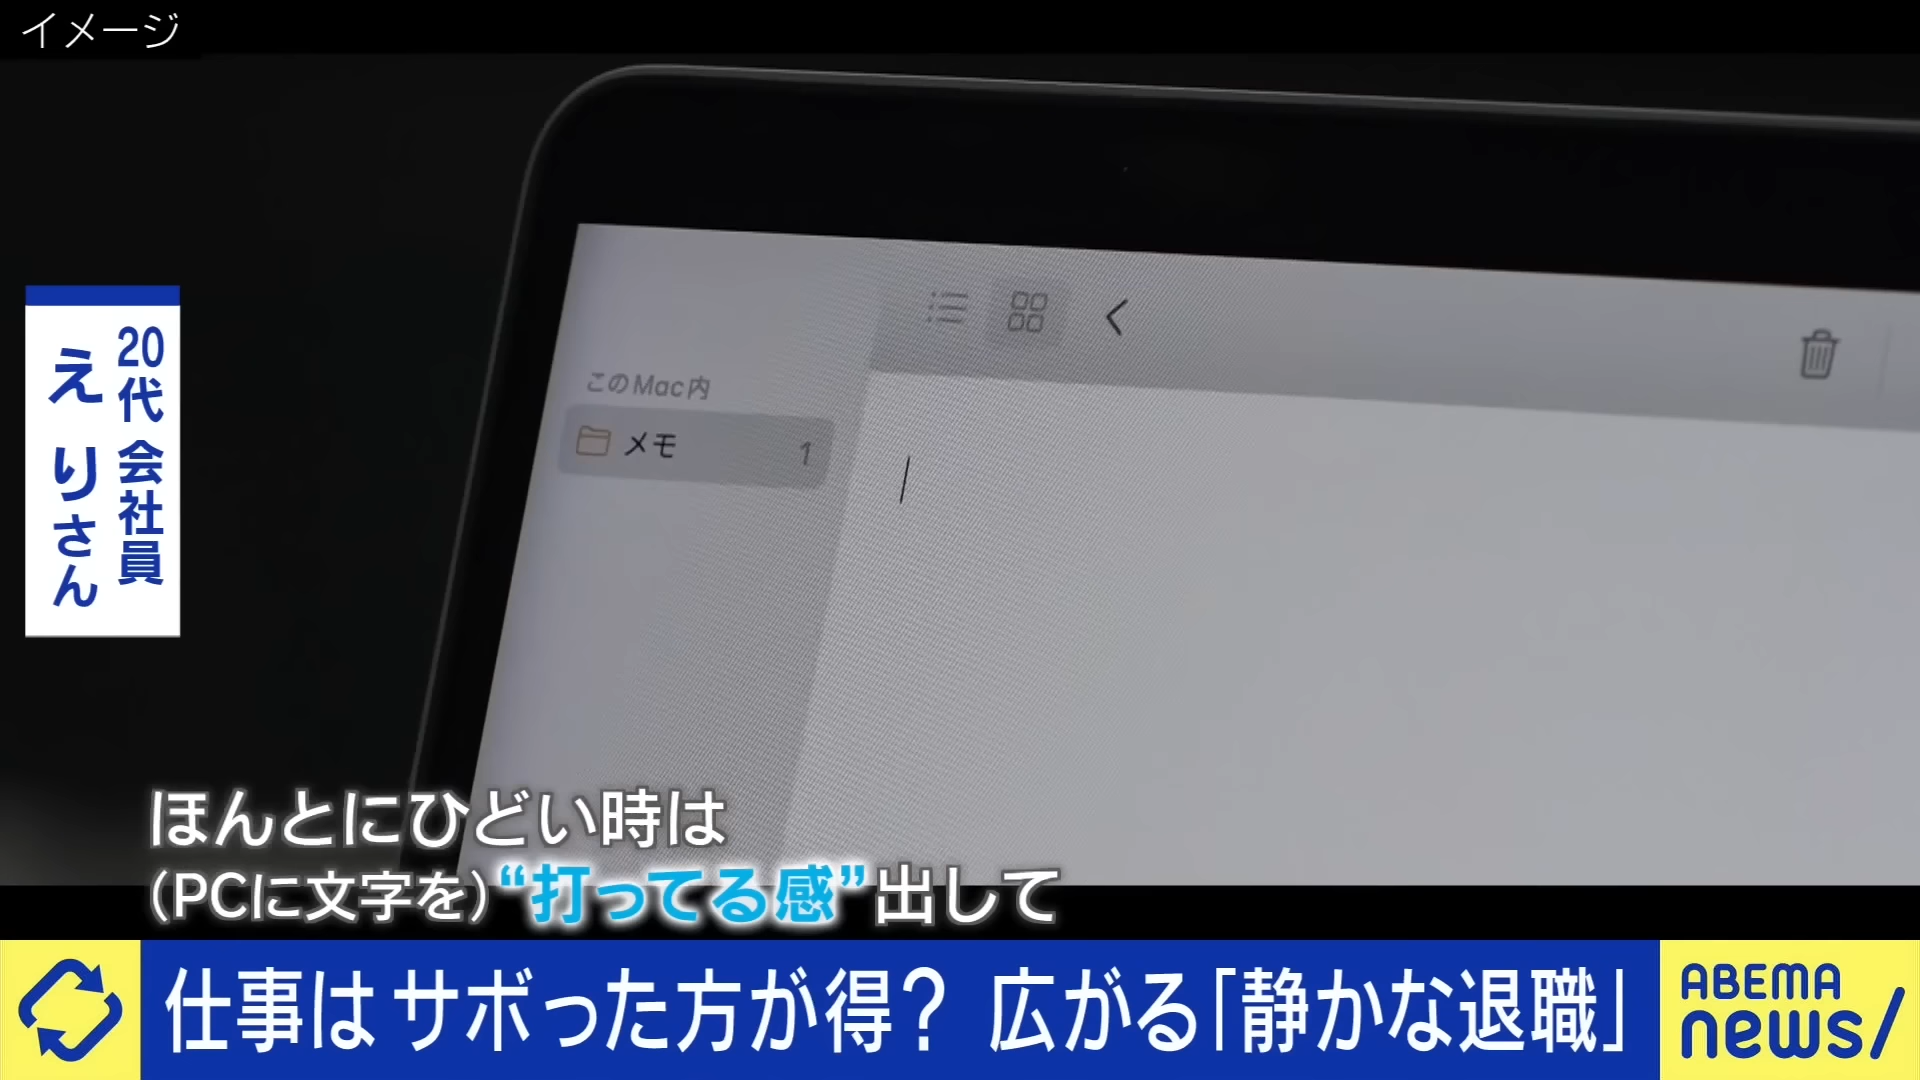 イメージ
20代 会社員
えりさん
このMac内
メモ 1
ほんとにひどい時は
(PCに文字を)“打ってる感”出して
仕事はサボった方が得? 広がる「静かな退職」
ABEMA
news/